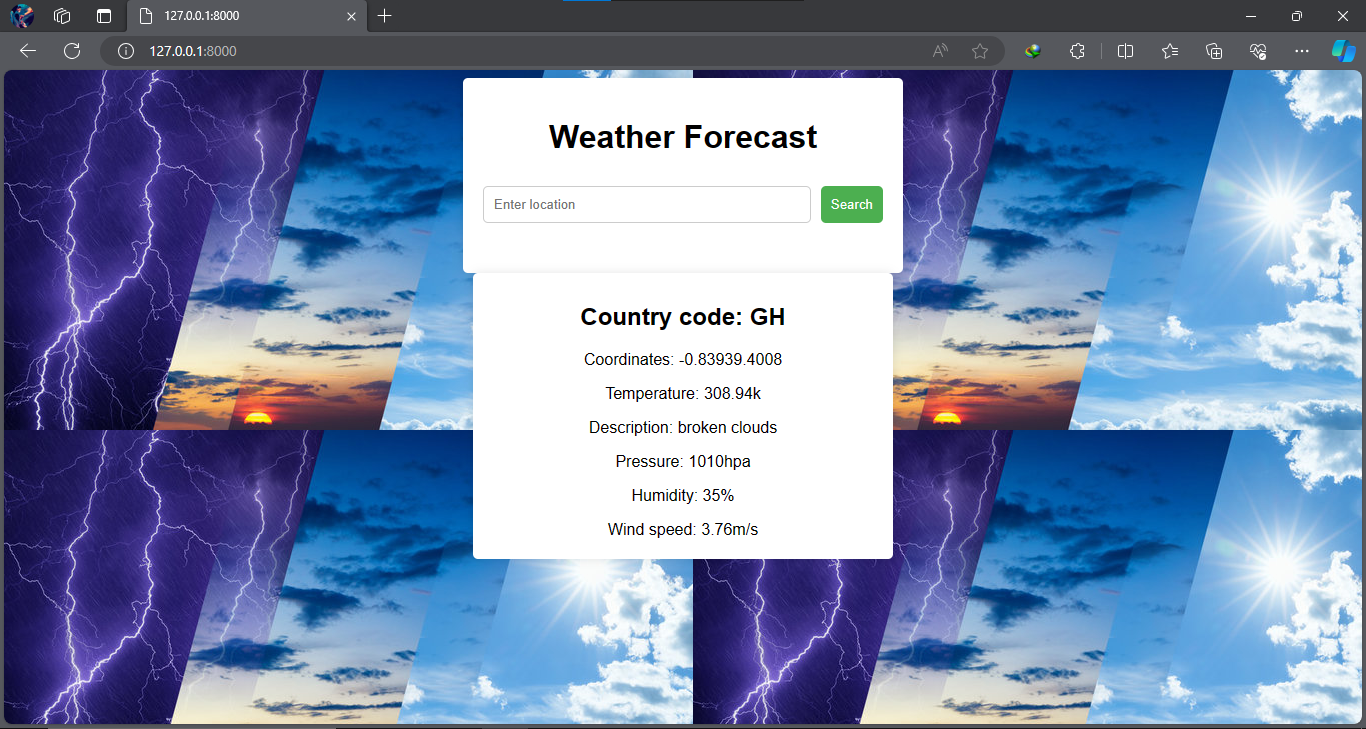 127.0.0.1:8000
127.0.0.1:8000
Weather Forecast
Enter location
Search
Country code: GH
Coordinates: -0.83939.4008
Temperature: 308.94k
Description: broken clouds
Pressure: 1010hpa
Humidity: 35%
Wind speed: 3.76m/s